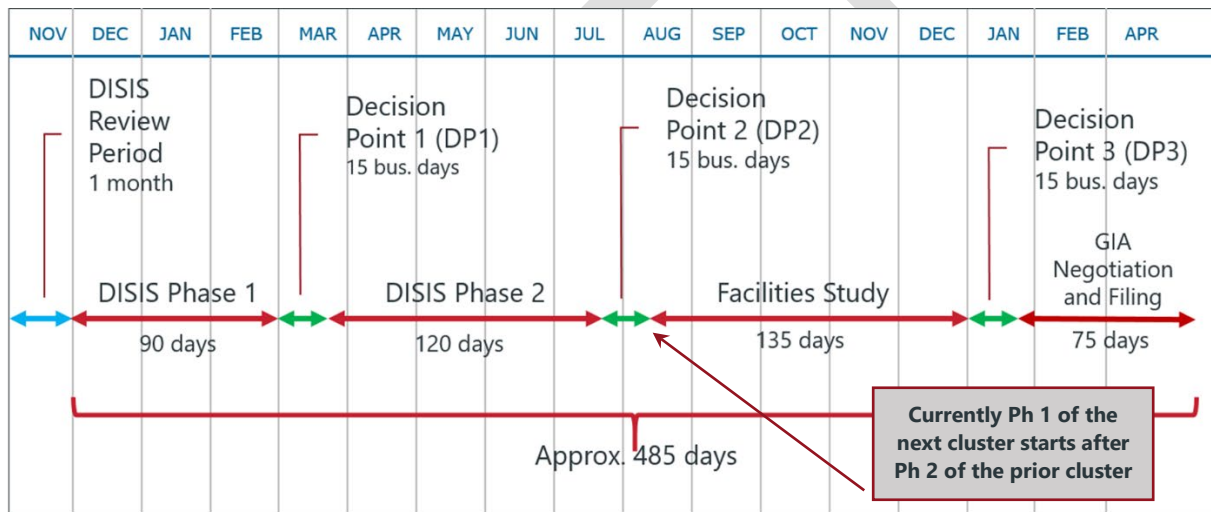 NOV DEC JAN FEB MAR APR MAY JUN JUL AUG SEP OCT NOV DEC JAN FEB APR
DISIS
Review
Period
1 month
Decision
Point 1 (DP1)
15 bus. days
Decision
Point 2 (DP2)
15 bus. days
Decision
Point 3 (DP3)
15 bus. days
DISIS Phase 1
90 days
DISIS Phase 2
120 days
Facilities Study
135 days
GIA
Negotiation
and Filing
75 days
Approx. 485 days
Currently Ph 1 of the
next cluster starts after
Ph 2 of the prior cluster